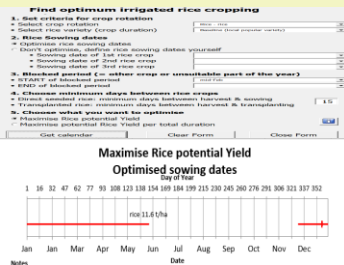 Find optimum irrigated rice cropping
1. Set criteria for crop rotation
• Select crop rotation
Rice - rice
• Select rice variety (crop duration)
Baseline (local popular variety)
2. Rice Sowing dates
Optimise rice sowing dates
Don't optimise, define rice sowing dates yourself
• Sowing date of 1st rice crop
• Sowing date of 2nd rice crop
• Sowing date of 3rd rice crop
3. Blocked period (= other crop or unsuitable part of the year)
• START of blocked period
mid-Feb
• END of blocked period
4. Choose minimum days between rice crops
• Direct seeded rice: minimum days between harvest & sowing
15
• Transplanted rice: minimum days between harvest & transplanting
5. Choose what you want to optimise
Maximise Rice potential Yield
Maximise potential Rice Yield per total duration
Get calendar Clear Form Close Form
Maximise Rice potential Yield
Optimised sowing dates
Day of Year
1 16 32 47 62 77 93 108 123 138 154 169 184 199 215 230 245 260 276 291 306 321 337 352
rice 11.6 t/ha
Jan Jan Mar Apr May Jun Jul Aug Sep Oct Nov Dec
Date
Notes